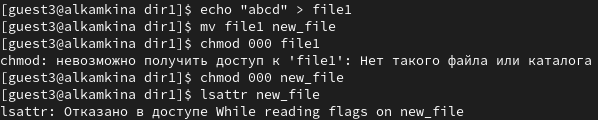 [guest3@alkamkina dir1]$ echo "abcd" > file1
[guest3@alkamkina dir1]$ mv file1 new_file
[guest3@alkamkina dir1]$ chmod 000 file1
chmod: невозможно получить доступ к 'file1': Нет такого файла или каталога
[guest3@alkamkina dir1]$ chmod 000 new_file
[guest3@alkamkina dir1]$ lsattr new_file
lsattr: Отказано в доступе While reading flags on new_file